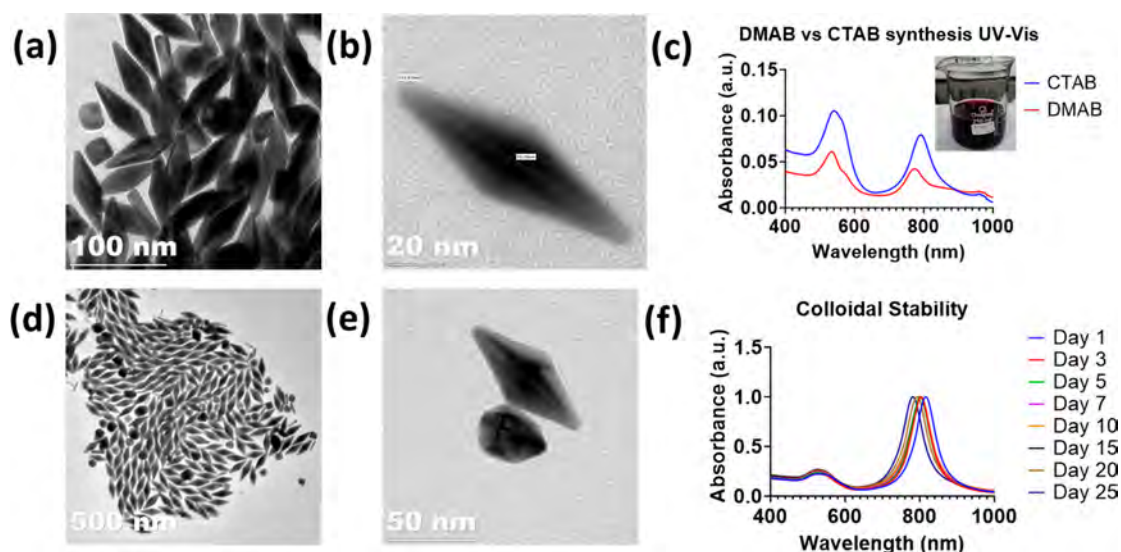 (a)
100 nm
(b)
20 nm
(c)
DMAB vs CTAB synthesis UV-Vis
0.15
0.10
0.05
0.00
400
600
800
1000
Absorbance (a.u.)
Wavelength (nm)
CTAB
DMAB
(d)
500 nm
(e)
50 nm
(f)
Colloidal Stability
1.5
1.0
0.5
0.0
400
600
800
1000
Absorbance (a.u.)
Wavelength (nm)
Day 1
Day 3
Day 5
Day 7
Day 10
Day 15
Day 20
Day 25